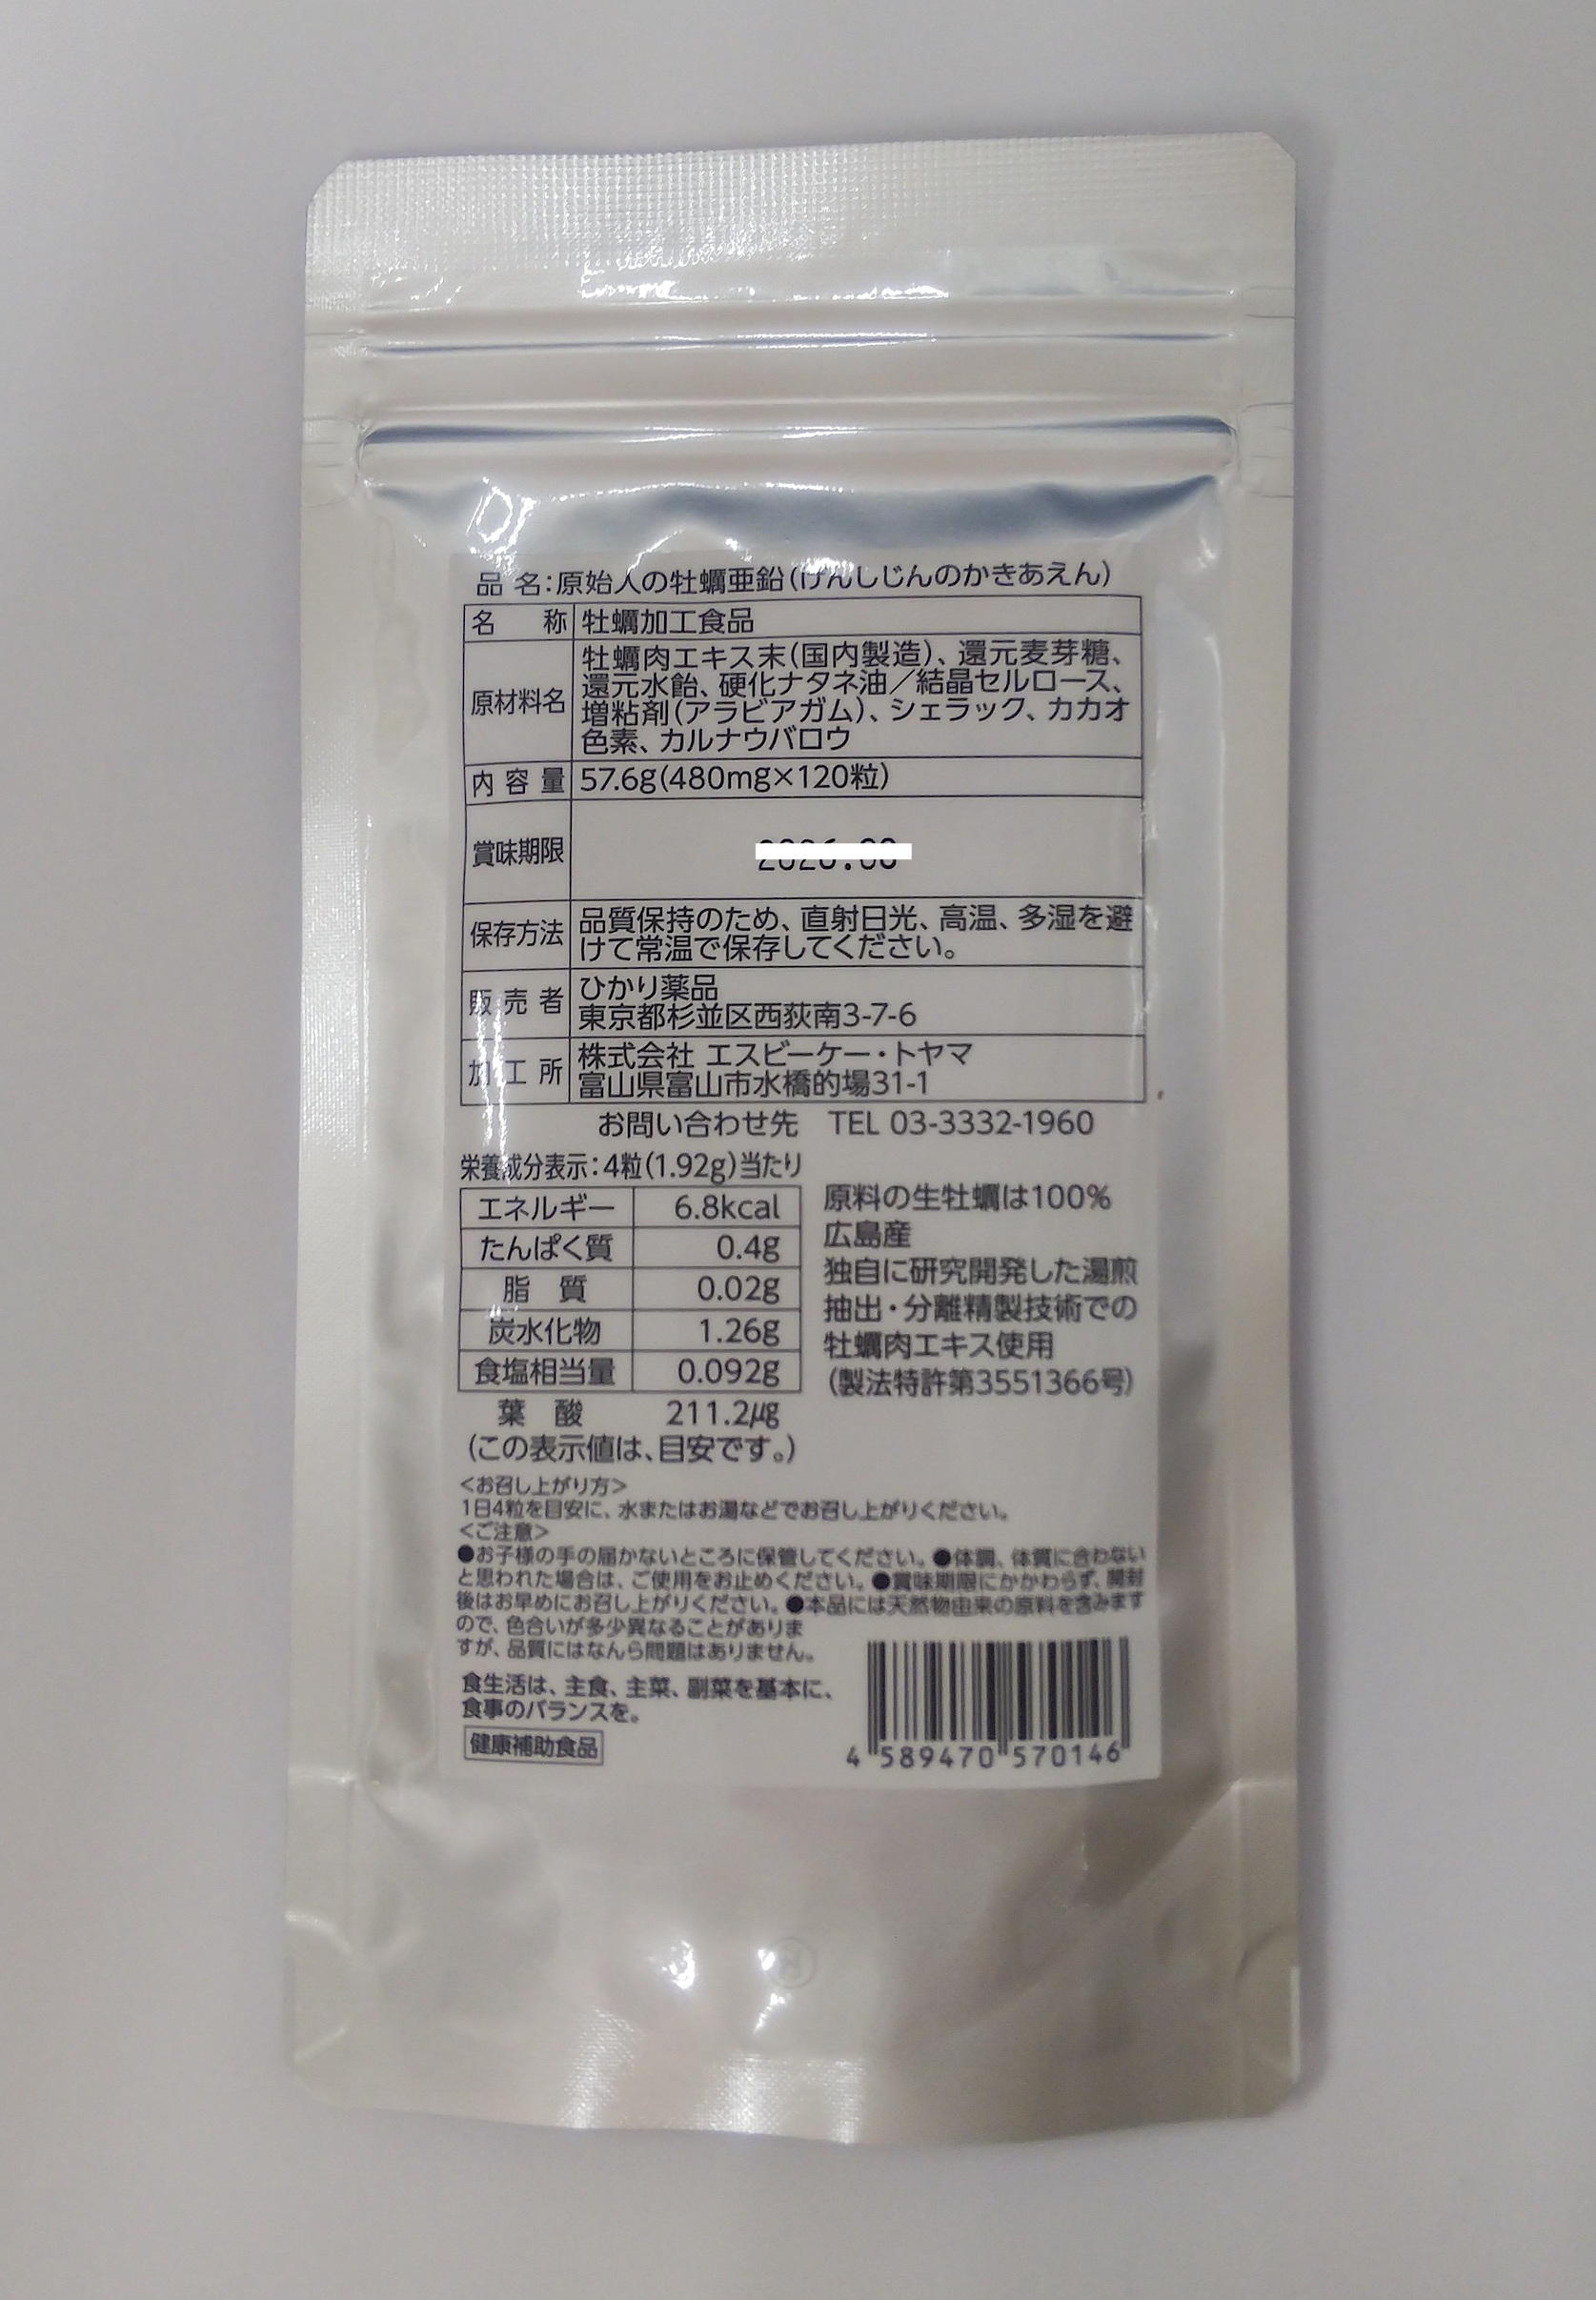 品 名：原始人の牡蠣亜鉛（げんしじんのかきあえん）
名 称 牡蠣加工食品
原材料名 牡蠣肉エキス末（国内製造）、還元麦芽糖、
還元水飴、硬化ナタネ油／結晶セルロース、
増粘剤（アラビアガム）、シェラック、カカオ
色素、カルナウバロウ
内 容 量 57.6g(480mg×120粒)
賞味期限
保存方法 品質保持のため、直射日光、高温、多湿を避
けて常温で保存してください。
販 売 者 ひかり薬品
東京都杉並区西荻南3-7-6
加 工 所 株式会社 エスビーケー・トヤマ
富山県富山市水橋的場31-1
お問い合わせ先 TEL 03-3332-1960
栄養成分表示：4粒(1.92g)当たり
エネルギー 6.8kcal
たんぱく質 0.4g
脂 質 0.02g
炭水化物 1.26g
食塩相当量 0.092g
葉 酸 211.2μg
（この表示値は、目安です。）
原料の生牡蠣は100%
広島産
独自に研究開発した湯煎
抽出・分離精製技術での
牡蠣肉エキス使用
（製法特許第3551366号）
＜お召し上がり方＞
1日4粒を目安に、水またはお湯などでお召し上がりください。
＜ご注意＞
●お子様の手の届かないところに保管してください。●体調、体質に合わない
と思われた場合は、ご使用をお止めください。●賞味期限にかかわらず、開封
後はお早めにお召し上がりください。●本品には天然物由来の原料を含みます
ので、色合いが多少異なることがありま
すが、品質にはなんら問題はありません。
食生活は、主食、主菜、副菜を基本に、
食事のバランスを。
健康補助食品
4 589470 570146